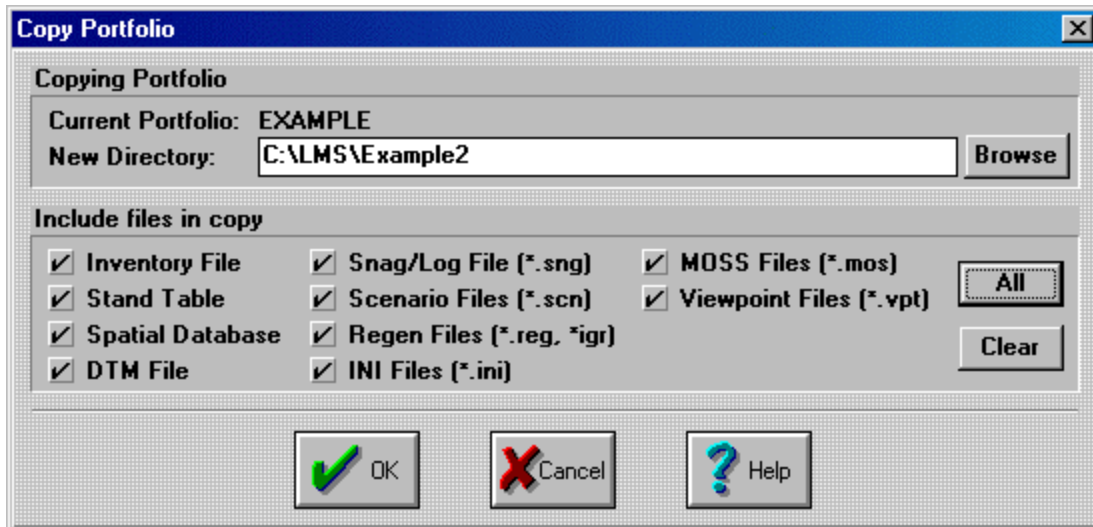 Copy Portfolio
Copying Portfolio
Current Portfolio: EXAMPLE
New Directory: C:\LMS\Example2 Browse
Include files in copy
Inventory File Snag/Log File (*.sng) MOSS Files (*.mos) All
Stand Table Scenario Files (*.scn) Viewpoint Files (*.vpt)
Spatial Database Regen Files (*.reg, *igr) Clear
DTM File INI Files (*.ini)
OK Cancel Help